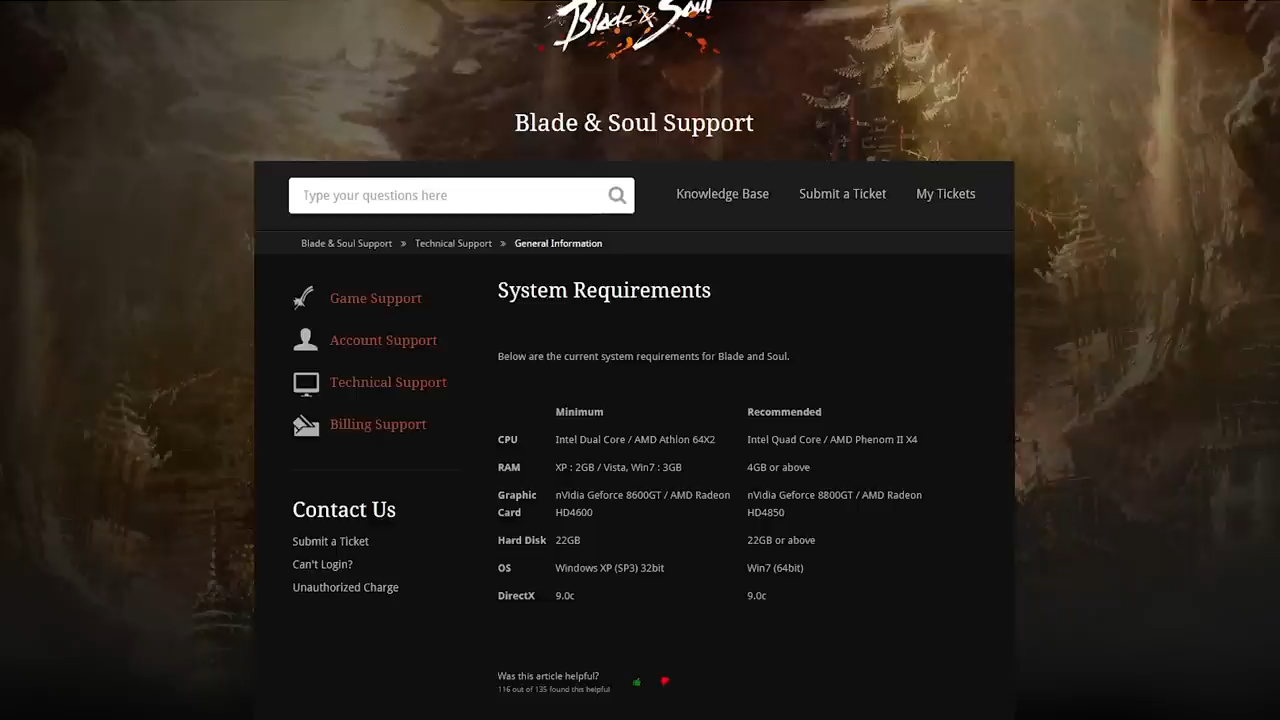 Blade & Soul
Blade & Soul Support
Type your questions here
Knowledge Base
Submit a Ticket
My Tickets
Blade & Soul Support » Technical Support » General Information
Game Support
Account Support
Technical Support
Billing Support
Contact Us
Submit a Ticket
Can't Login?
Unauthorized Charge
System Requirements
Below are the current system requirements for Blade and Soul.
Minimum Recommended
CPU Intel Dual Core / AMD Athlon 64X2 Intel Quad Core / AMD Phenom II X4
RAM XP : 2GB / Vista, Win7 : 3GB 4GB or above
Graphic nVidia Geforce 8600GT / AMD Radeon nVidia Geforce 8800GT / AMD Radeon
Card HD4600 HD4850
Hard Disk 22GB 22GB or above
OS Windows XP (SP3) 32bit Win7 (64bit)
DirectX 9.0c 9.0c
Was this article helpful?
116 out of 135 found this helpful